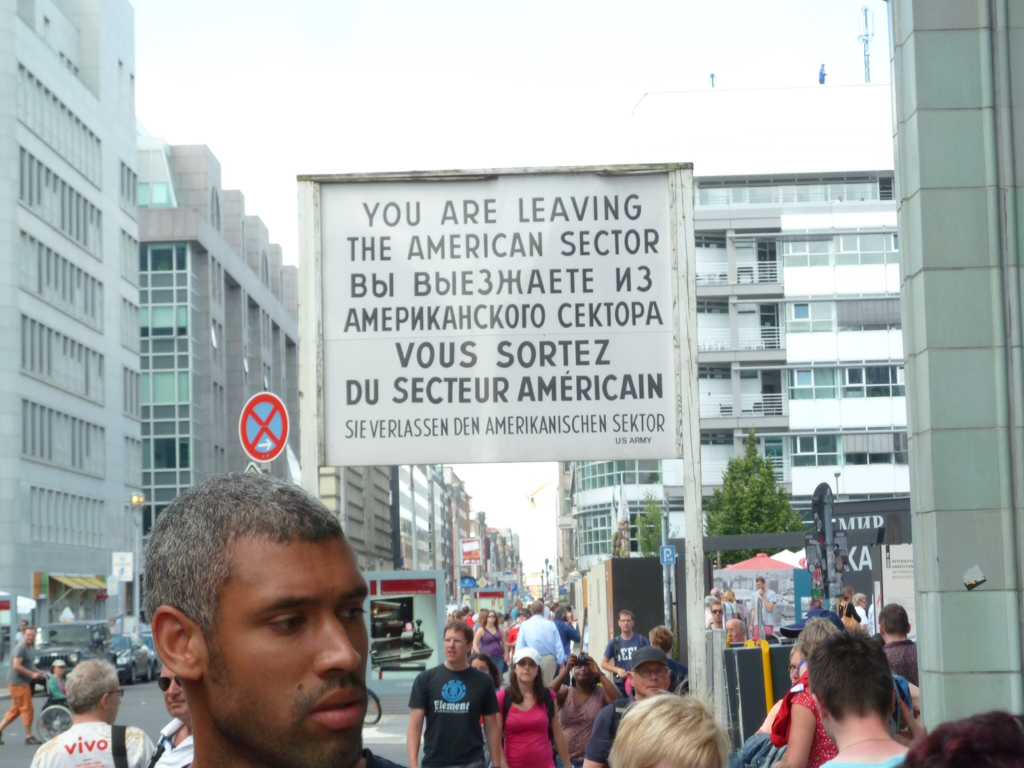 YOU ARE LEAVING
THE AMERICAN SECTOR
ВЫ ВЫЕЗЖАЕТЕ ИЗ
АМЕРИКАНСКОГО СЕКТОРА
VOUS SORTEZ
DU SECTEUR AMÉRICAIN
SIE VERLASSEN DEN AMERIKANISCHEN SEKTOR
US ARMY
P
Element
vivo